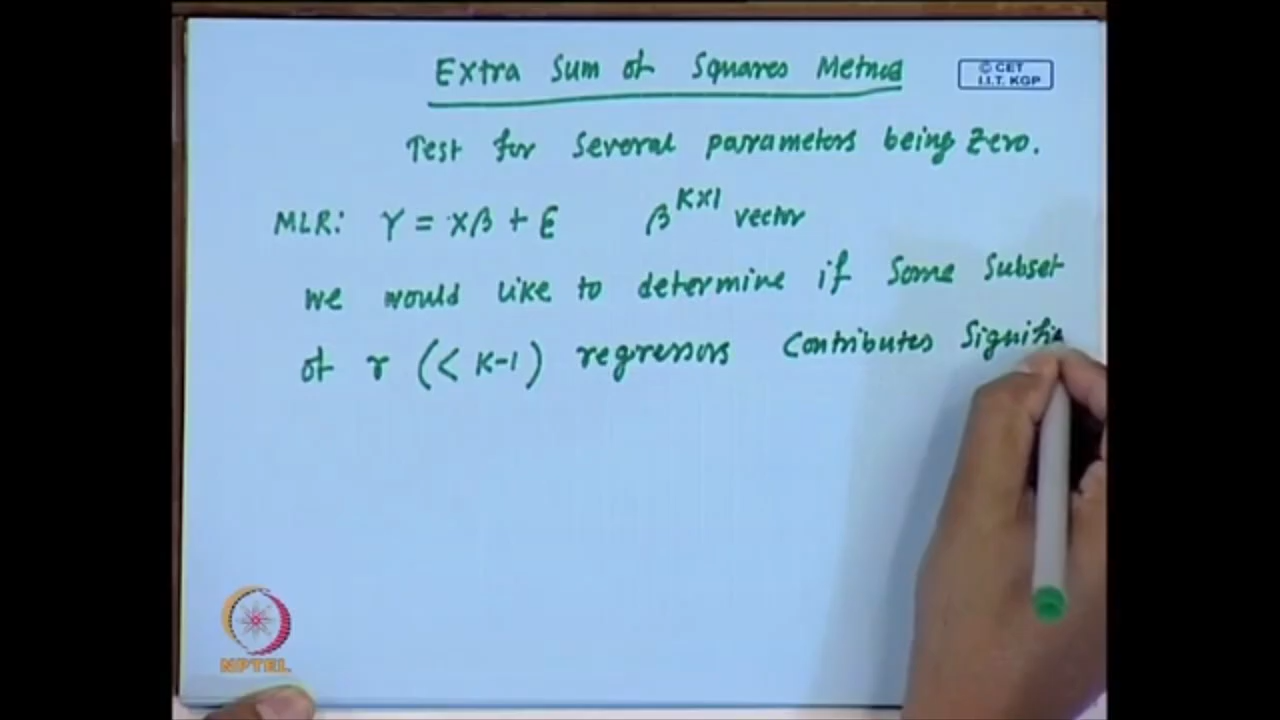 Extra Sum of Squares Method
© CET
I.I.T. KGP
Test for Several parameters being Zero.
MLR: Y = Xβ + ε β^{K×1} vector
we would like to determine if Some Subset
of r (< K-1) regressors Contributes Signific
NPTEL